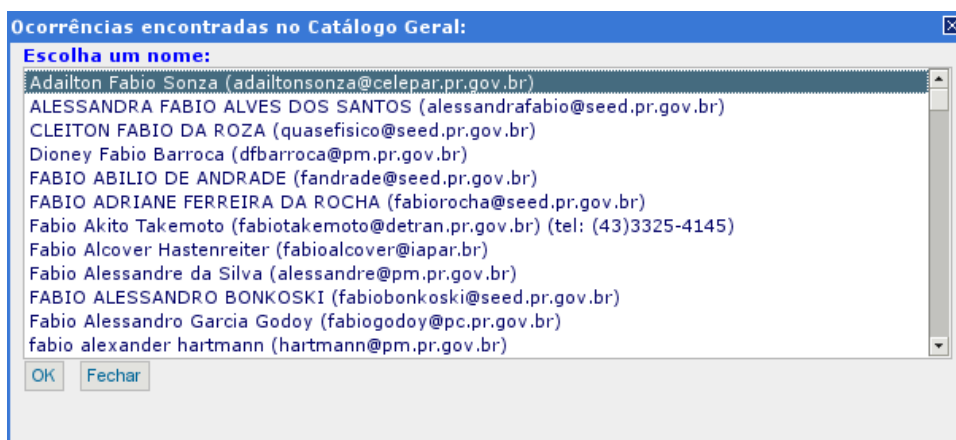 Ocorrências encontradas no Catálogo Geral:
Escolha um nome:
Adailton Fabio Sonza (adailtonsonza@celepar.pr.gov.br)
ALESSANDRA FABIO ALVES DOS SANTOS (alessandrafabio@seed.pr.gov.br)
CLEITON FABIO DA ROZA (quasefisico@seed.pr.gov.br)
Dioney Fabio Barroca (dfbarroca@pm.pr.gov.br)
FABIO ABILIO DE ANDRADE (fandrade@seed.pr.gov.br)
FABIO ADRIANE FERREIRA DA ROCHA (fabiorocha@seed.pr.gov.br)
Fabio Akito Takemoto (fabiotakemoto@detran.pr.gov.br) (tel: (43)3325-4145)
Fabio Alcover Hastenreiter (fabioalcover@iapar.br)
Fabio Alessandre da Silva (alessandre@pm.pr.gov.br)
FABIO ALESSANDRO BONKOSKI (fabiobonkoski@seed.pr.gov.br)
Fabio Alessandro Garcia Godoy (fabiogodoy@pc.pr.gov.br)
fabio alexander hartmann (hartmann@pm.pr.gov.br)
OK Fechar